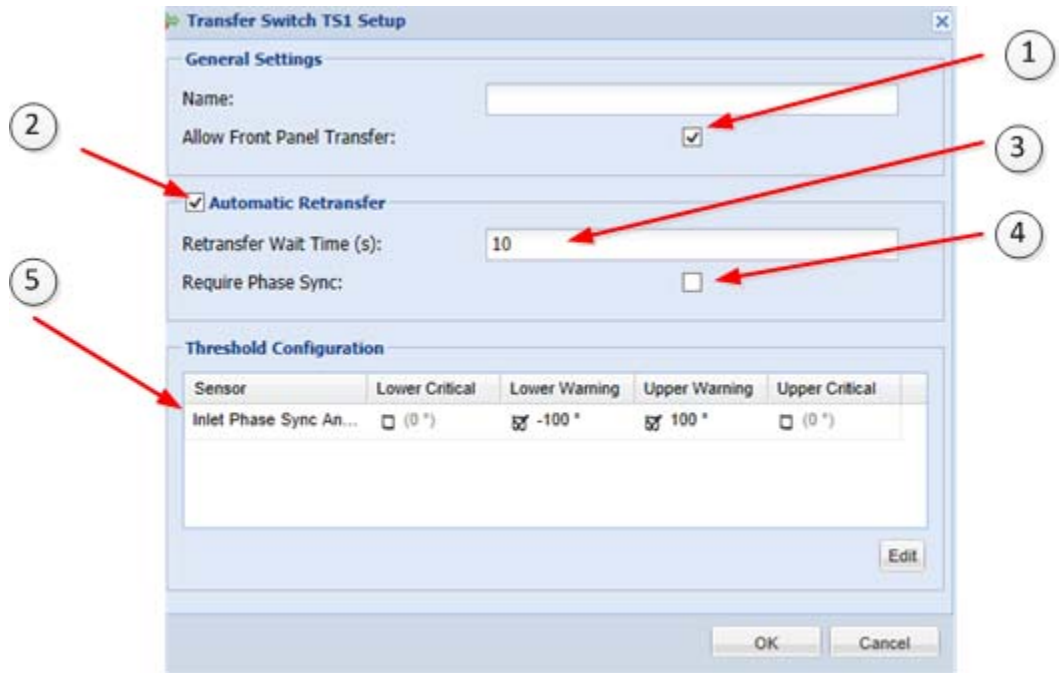 Transfer Switch TS1 Setup
General Settings
1
Name:
2
Allow Front Panel Transfer:
3
Automatic Retransfer
Retransfer Wait Time (s): 10
4
Require Phase Sync:
5
Threshold Configuration
Sensor Lower Critical Lower Warning Upper Warning Upper Critical
Inlet Phase Sync An... (0 °) -100 ° 100 ° (0 °)
Edit
OK Cancel